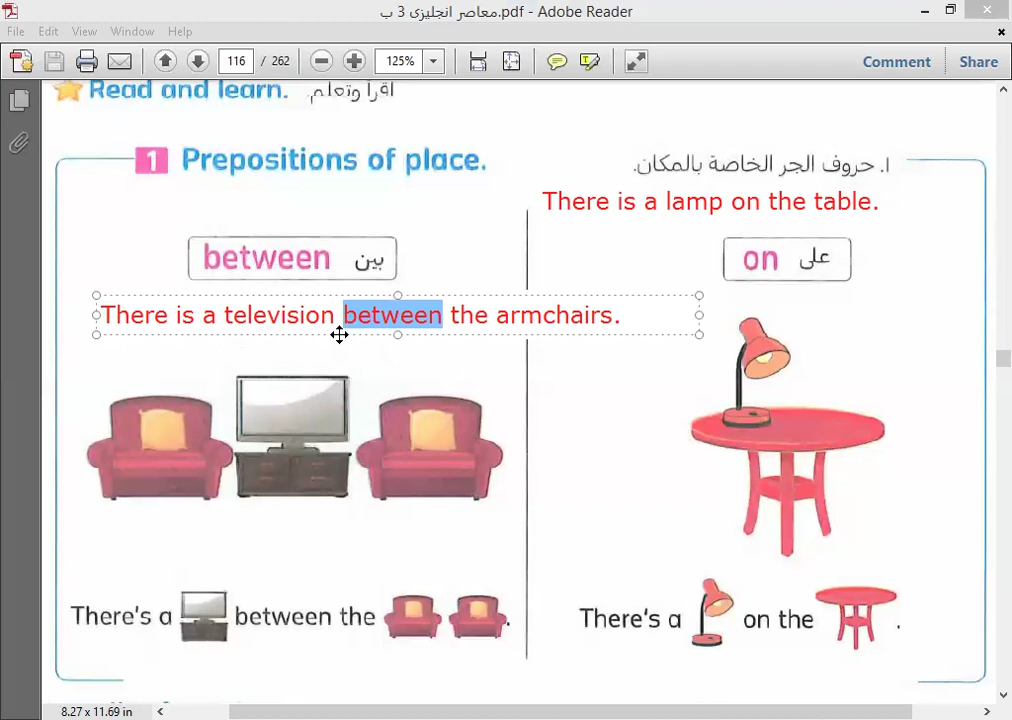 معاصر انجليزى 3 ب.pdf - Adobe Reader
File Edit View Window Help
116 / 262 125% Comment Share
Read and learn. اقرأ وتعلم.
1 Prepositions of place. ١. حروف الجر الخاصة بالمكان.
There is a lamp on the table.
between بين
on على
There is a television between the armchairs.
There's a between the .
There's a on the .
8.27 x 11.69 in